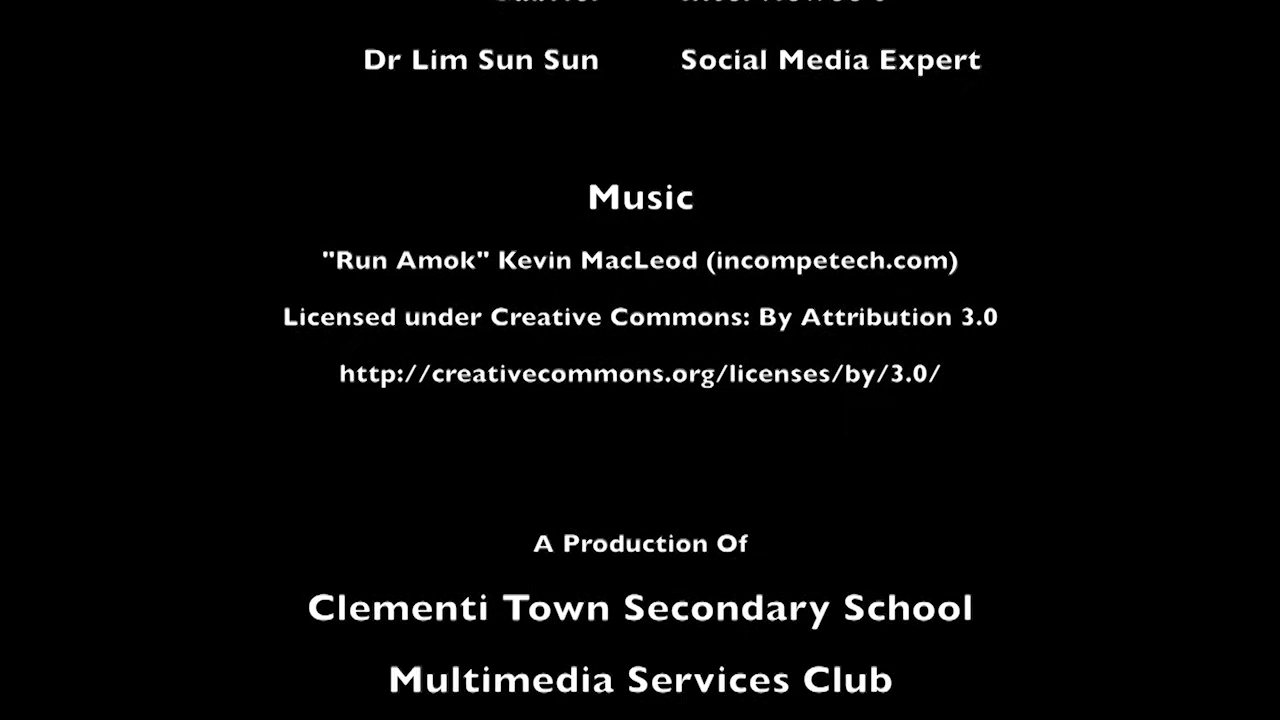 Dr Lim Sun Sun Social Media Expert
Music
"Run Amok" Kevin MacLeod (incompetech.com)
Licensed under Creative Commons: By Attribution 3.0
http://creativecommons.org/licenses/by/3.0/
A Production Of
Clementi Town Secondary School
Multimedia Services Club